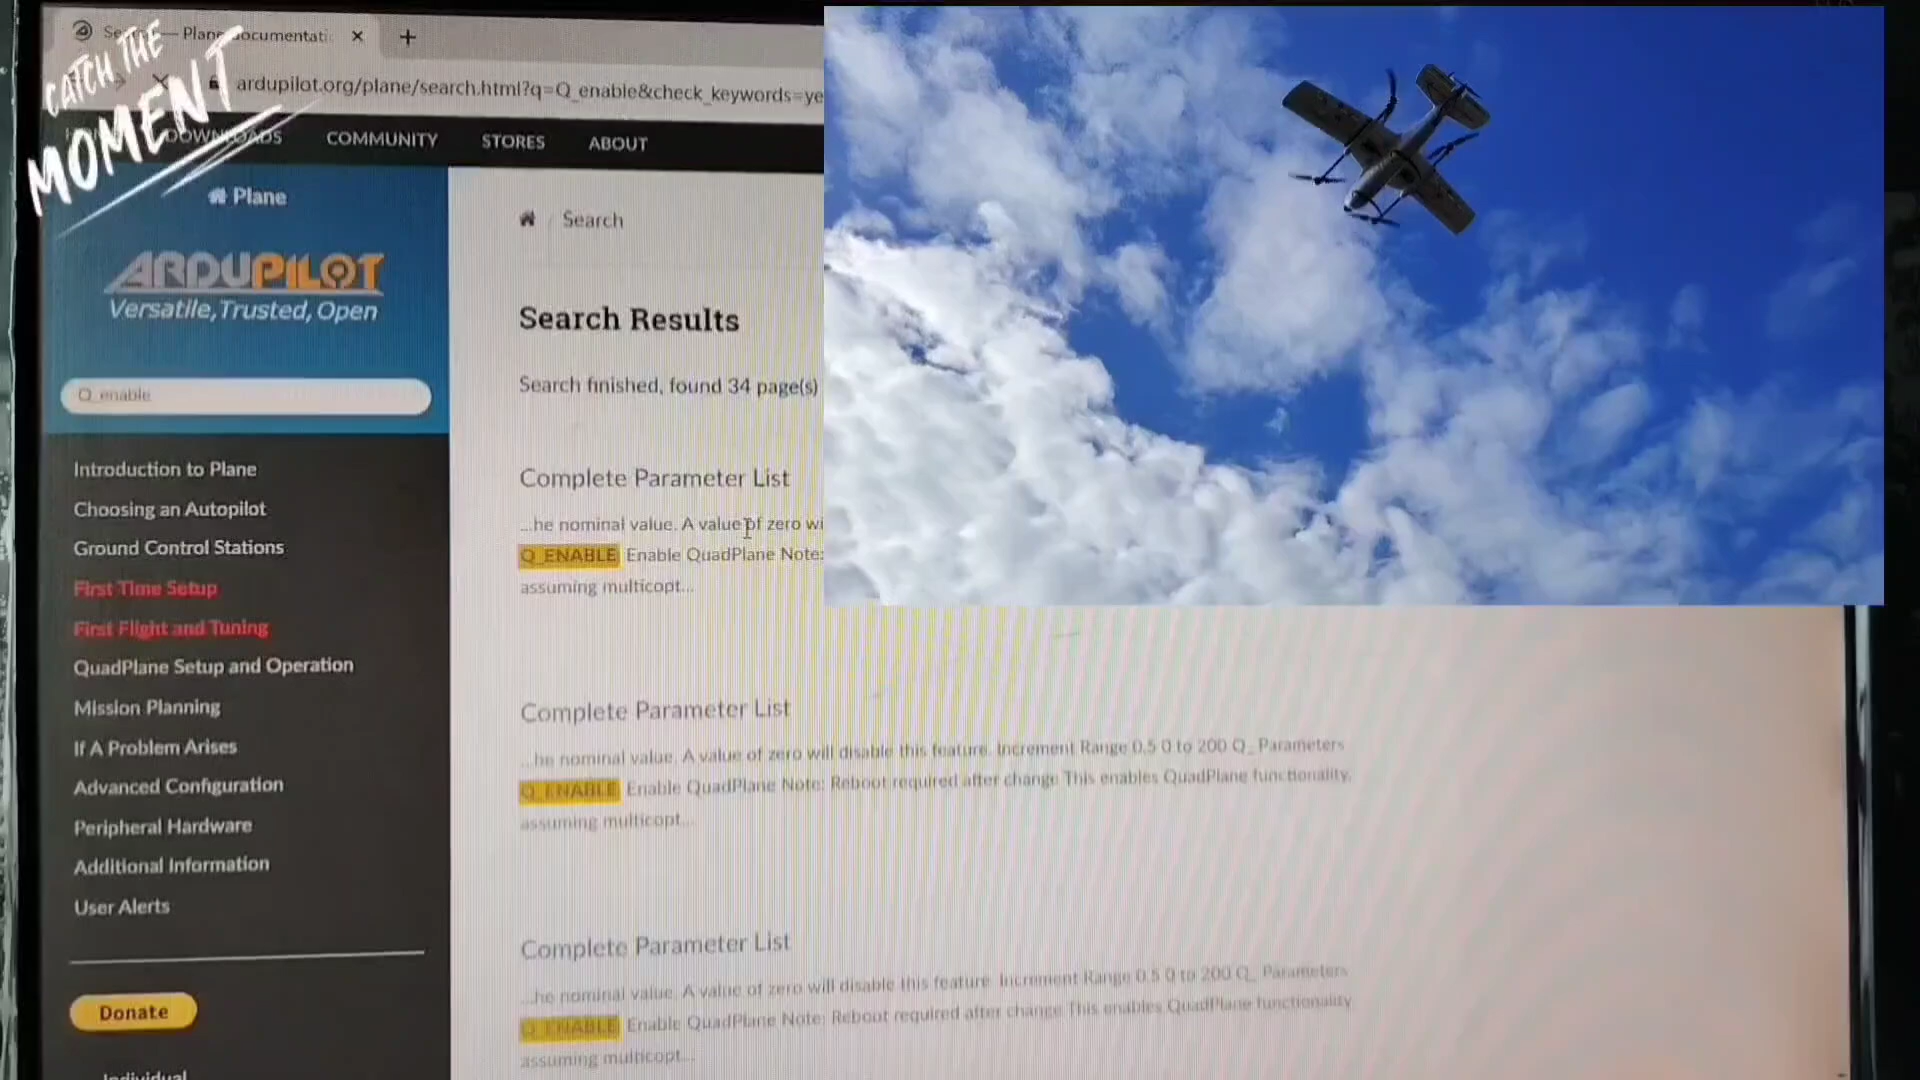 CATCH THE
MOMENT
Plane documentati
ardupilot.org/plane/search.html?q=Q_enable&check_keywords=ye
DOWNLOADS COMMUNITY STORES ABOUT
Plane
ARDUPILOT
Versatile, Trusted, Open
Q_enable
Introduction to Plane
Choosing an Autopilot
Ground Control Stations
First Time Setup
First Flight and Tuning
QuadPlane Setup and Operation
Mission Planning
If A Problem Arises
Advanced Configuration
Peripheral Hardware
Additional Information
User Alerts
Donate
Individual
Search
Search Results
Search finished, found 34 page(s)
Complete Parameter List
...he nominal value. A value of zero wi
Q_ENABLE Enable QuadPlane Note:
assuming multicopt...
Complete Parameter List
...he nominal value. A value of zero will disable this feature. Increment Range 0.5 0 to 200 Q_ Parameters
Q_ENABLE Enable QuadPlane Note: Reboot required after change This enables QuadPlane functionality,
assuming multicopt...
Complete Parameter List
...he nominal value. A value of zero will disable this feature. Increment Range 0.5 0 to 200 Q_ Parameters
Q_ENABLE Enable QuadPlane Note: Reboot required after change This enables QuadPlane functionality,
assuming multicopt...